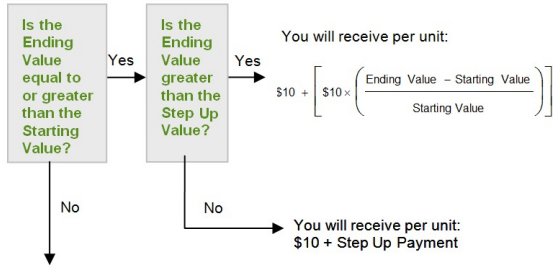 Is the
Ending
Value
equal to
or greater
than the
Starting
Value?
Yes
Is the
Ending
Value
greater
than the
Step Up
Value?
Yes
You will receive per unit:
$10 + [ $10 × ( Ending Value − Starting Value
Starting Value ) ]
No
No
You will receive per unit:
$10 + Step Up Payment